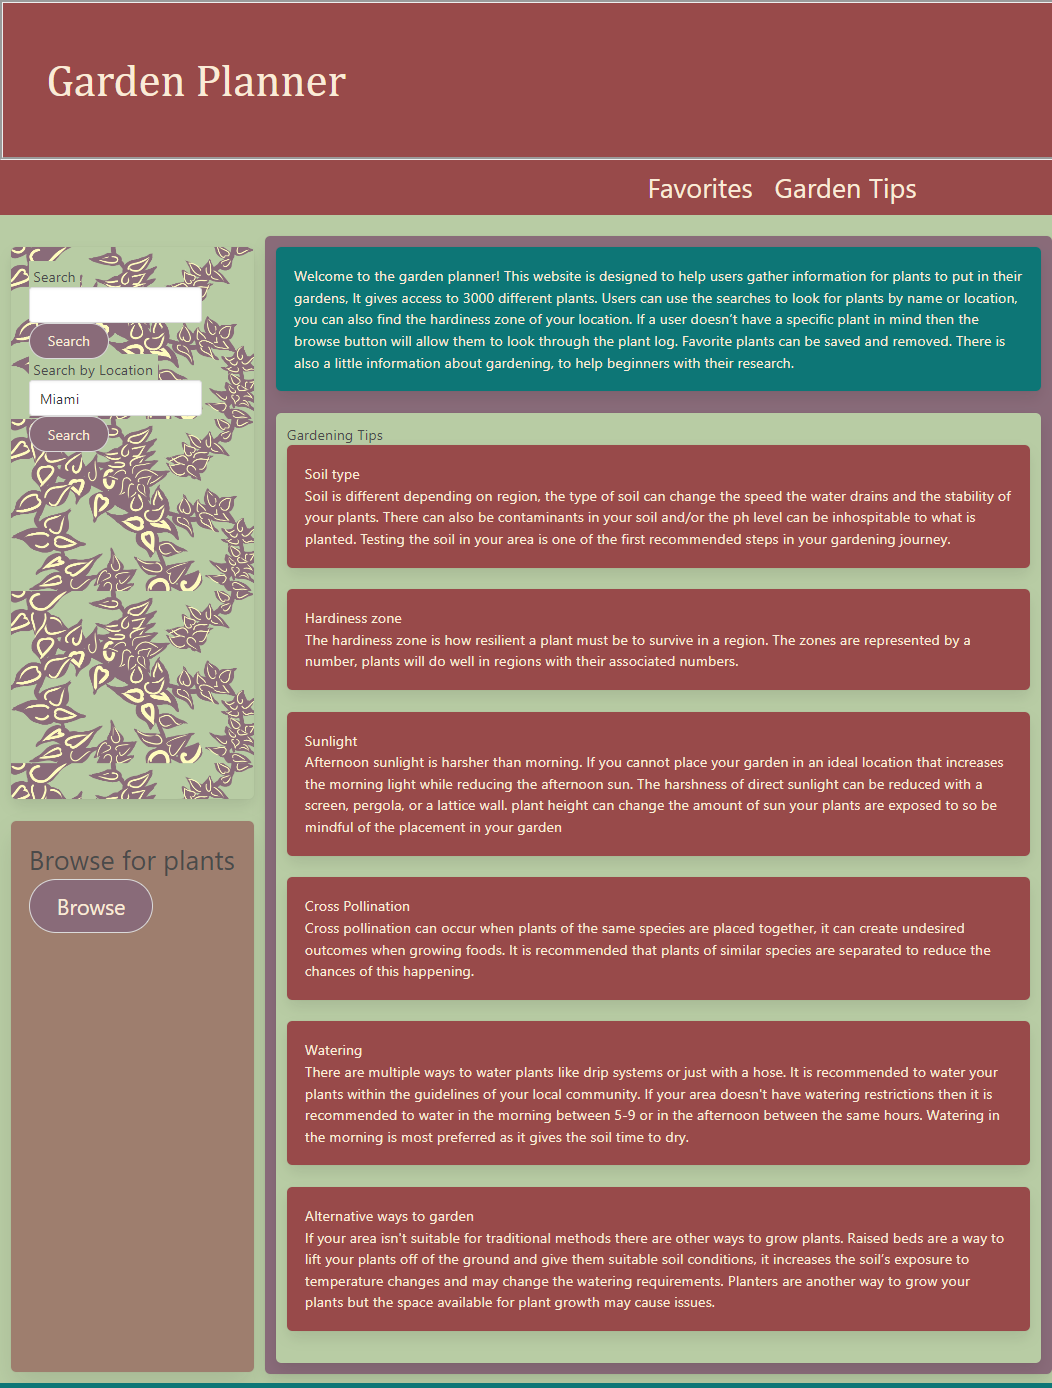 Garden Planner
Favorites Garden Tips
Search
Search
Search by Location
Miami
Search
Browse for plants
Browse
Welcome to the garden planner! This website is designed to help users gather information for plants to put in their
gardens, It gives access to 3000 different plants. Users can use the searches to look for plants by name or location,
you can also find the hardiness zone of your location. If a user doesn't have a specific plant in mind then the
browse button will allow them to look through the plant log. Favorite plants can be saved and removed. There is
also a little information about gardening, to help beginners with their research.
Gardening Tips
Soil type
Soil is different depending on region, the type of soil can change the speed the water drains and the stability of
your plants. There can also be contaminants in your soil and/or the ph level can be inhospitable to what is
planted. Testing the soil in your area is one of the first recommended steps in your gardening journey.
Hardiness zone
The hardiness zone is how resilient a plant must be to survive in a region. The zones are represented by a
number, plants will do well in regions with their associated numbers.
Sunlight
Afternoon sunlight is harsher than morning. If you cannot place your garden in an ideal location that increases
the morning light while reducing the afternoon sun. The harshness of direct sunlight can be reduced with a
screen, pergola, or a lattice wall. plant height can change the amount of sun your plants are exposed to so be
mindful of the placement in your garden
Cross Pollination
Cross pollination can occur when plants of the same species are placed together, it can create undesired
outcomes when growing foods. It is recommended that plants of similar species are separated to reduce the
chances of this happening.
Watering
There are multiple ways to water plants like drip systems or just with a hose. It is recommended to water your
plants within the guidelines of your local community. If your area doesn't have watering restrictions then it is
recommended to water in the morning between 5-9 or in the afternoon between the same hours. Watering in
the morning is most preferred as it gives the soil time to dry.
Alternative ways to garden
If your area isn't suitable for traditional methods there are other ways to grow plants. Raised beds are a way to
lift your plants off of the ground and give them suitable soil conditions, it increases the soil's exposure to
temperature changes and may change the watering requirements. Planters are another way to grow your
plants but the space available for plant growth may cause issues.